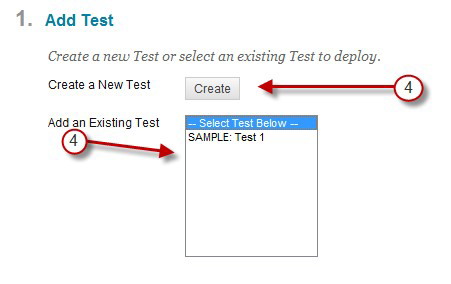 1. Add Test
Create a new Test or select an existing Test to deploy.
Create a New Test Create 4
Add an Existing Test -- Select Test Below --
4 SAMPLE: Test 1